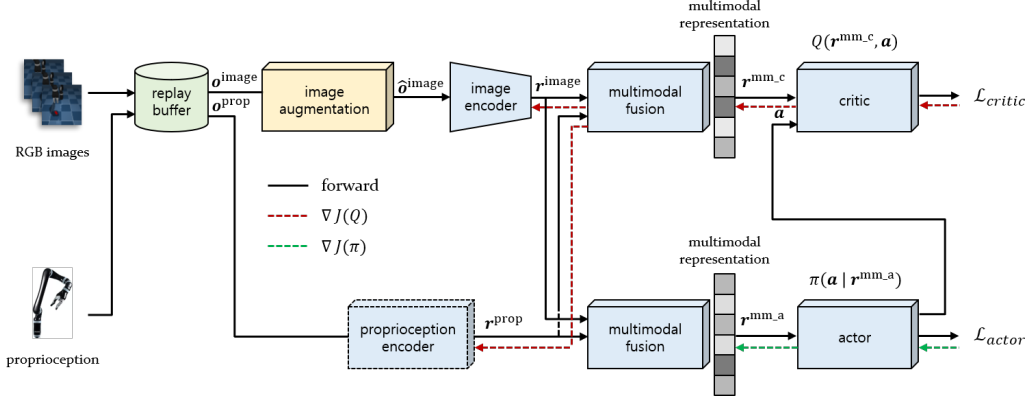 multimodal
representation
Q(r^mm_c, a)
RGB images
replay
buffer
o^image
o^prop
image
augmentation
ô^image
image
encoder
r^image
multimodal
fusion
r^mm_c
a
critic
ℒ_critic
forward
∇ J(Q)
∇ J(π)
multimodal
representation
π(a | r^mm_a)
proprioception
proprioception
encoder
r^prop
multimodal
fusion
r^mm_a
actor
ℒ_actor